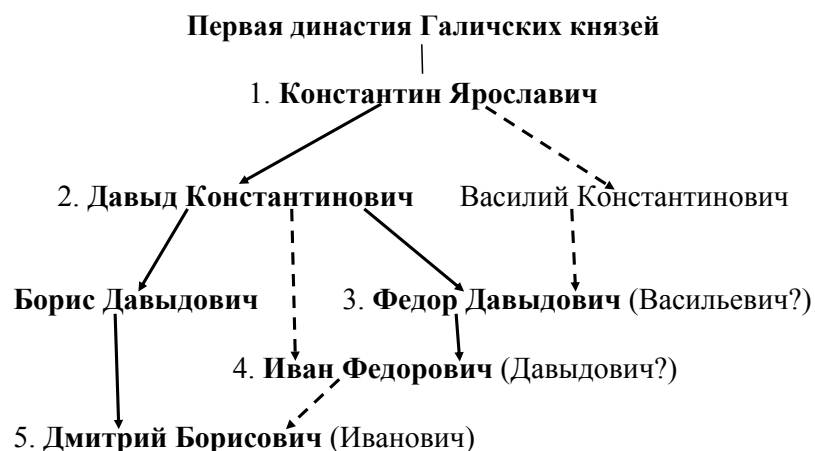 Первая династия Галичских князей
1. Константин Ярославич
2. Давыд Константинович Василий Константинович
Борис Давыдович 3. Федор Давыдович (Васильевич?)
4. Иван Федорович (Давыдович?)
5. Дмитрий Борисович (Иванович)